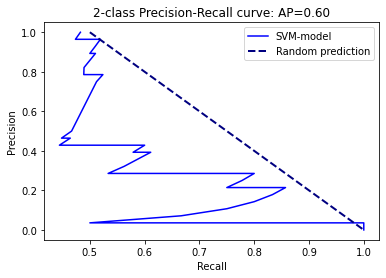 2-class Precision-Recall curve: AP=0.60
SVM-model
Random prediction
Precision
1.0
0.8
0.6
0.4
0.2
0.0
0.5
0.6
0.7
0.8
0.9
1.0
Recall